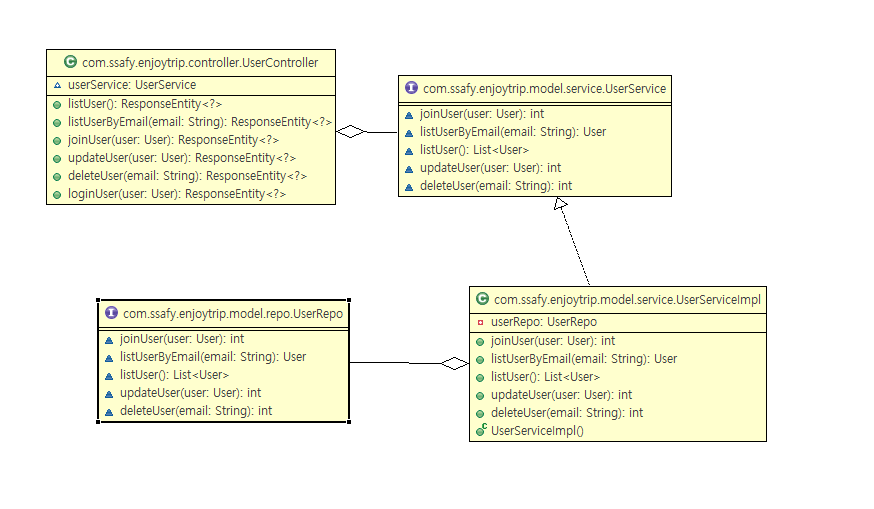 C com.ssafy.enjoytrip.controller.UserController
userService: UserService
listUser(): ResponseEntity<?>
listUserByEmail(email: String): ResponseEntity<?>
joinUser(user: User): ResponseEntity<?>
updateUser(user: User): ResponseEntity<?>
deleteUser(email: String): ResponseEntity<?>
loginUser(user: User): ResponseEntity<?>
I com.ssafy.enjoytrip.model.service.UserService
joinUser(user: User): int
listUserByEmail(email: String): User
listUser(): List<User>
updateUser(user: User): int
deleteUser(email: String): int
I com.ssafy.enjoytrip.model.repo.UserRepo
joinUser(user: User): int
listUserByEmail(email: String): User
listUser(): List<User>
updateUser(user: User): int
deleteUser(email: String): int
C com.ssafy.enjoytrip.model.service.UserServiceImpl
userRepo: UserRepo
joinUser(user: User): int
listUserByEmail(email: String): User
listUser(): List<User>
updateUser(user: User): int
deleteUser(email: String): int
C UserServiceImpl()